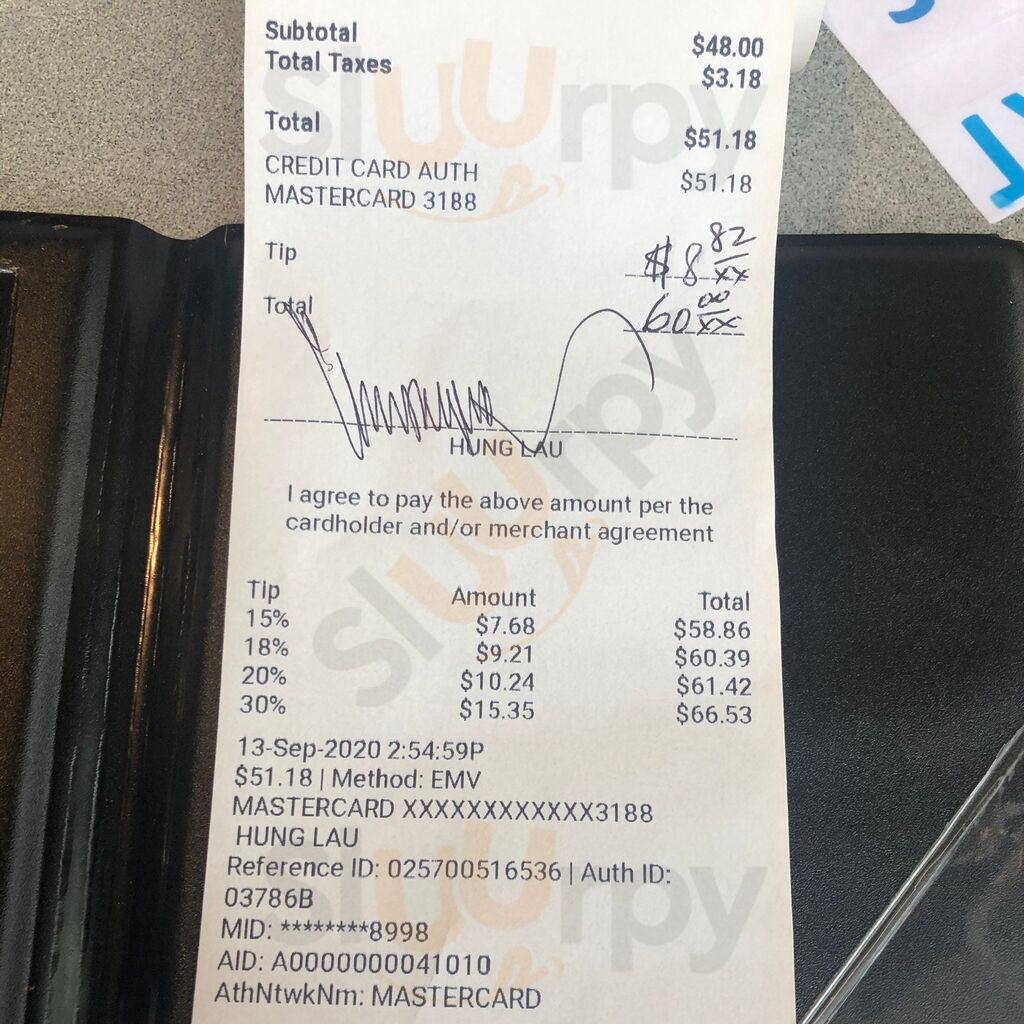 Subtotal $48.00
Total Taxes $3.18
Total $51.18
CREDIT CARD AUTH $51.18
MASTERCARD 3188
Tip $8 82/xx
Total 60 00/xx
HUNG LAU
I agree to pay the above amount per the
cardholder and/or merchant agreement
Tip Amount Total
15% $7.68 $58.86
18% $9.21 $60.39
20% $10.24 $61.42
30% $15.35 $66.53
13-Sep-2020 2:54:59P
$51.18 | Method: EMV
MASTERCARD XXXXXXXXXXXX3188
HUNG LAU
Reference ID: 025700516536 | Auth ID:
03786B
MID: ********8998
AID: A0000000041010
AthNtwkNm: MASTERCARD
sluurpy
sluurpy
sluurpy